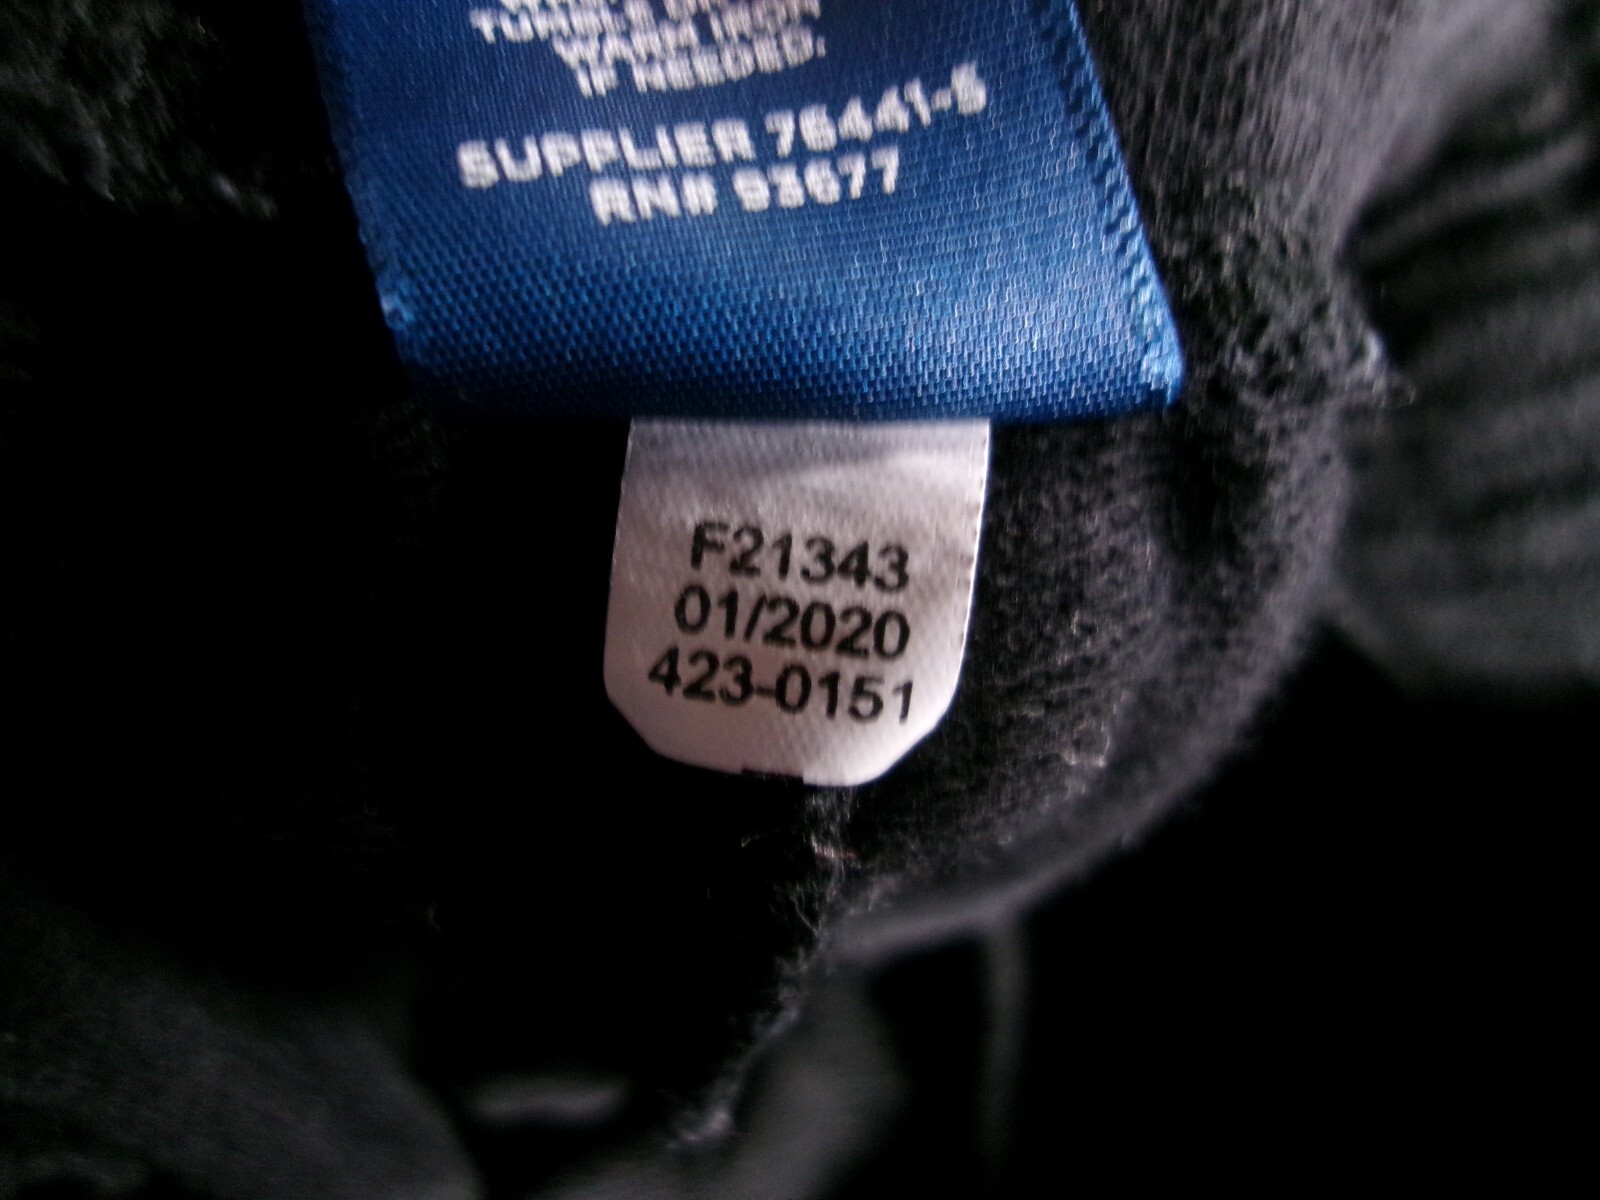 TUMBLE DRY
WARM IRON
IF NEEDED.
SUPPLIER 76441-5
RN# 93677
F21343
01/2020
423-0151